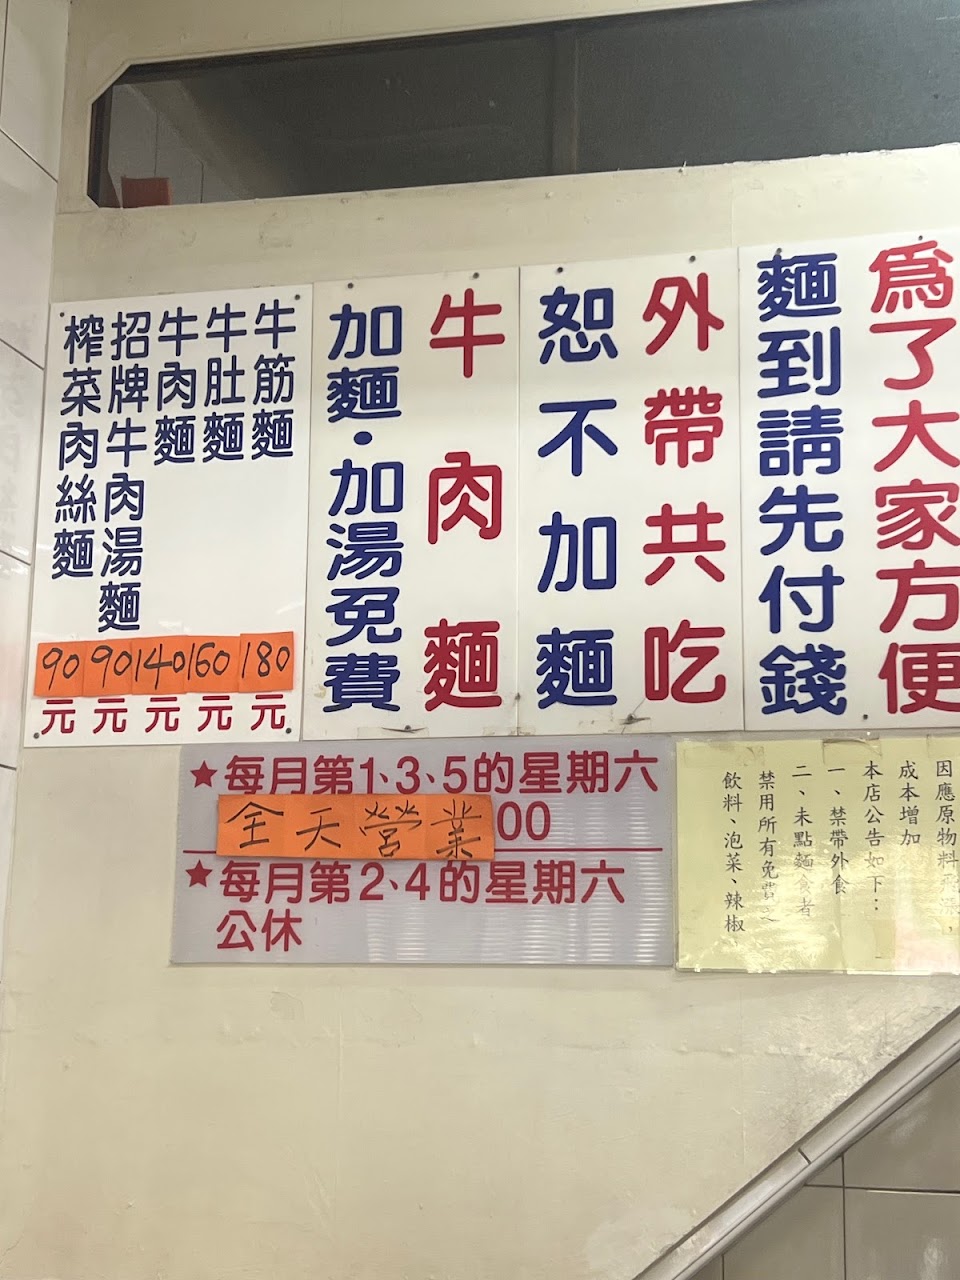 為了大家方便
麵到請先付錢
外帶共吃
恕不加麵
牛肉麵
加麵·加湯免費
牛筋麵180元
牛肚麵160元
牛肉麵140元
招牌牛肉湯麵90元
榨菜肉絲麵90元
★每月第1、3、5的星期六
全天營業00
★每月第2、4的星期六
公休
因應原物料飛漲，
成本增加
本店公告如下：
一、禁帶外食
二、未點麵食者
禁用所有免費之
飲料、泡菜、辣椒